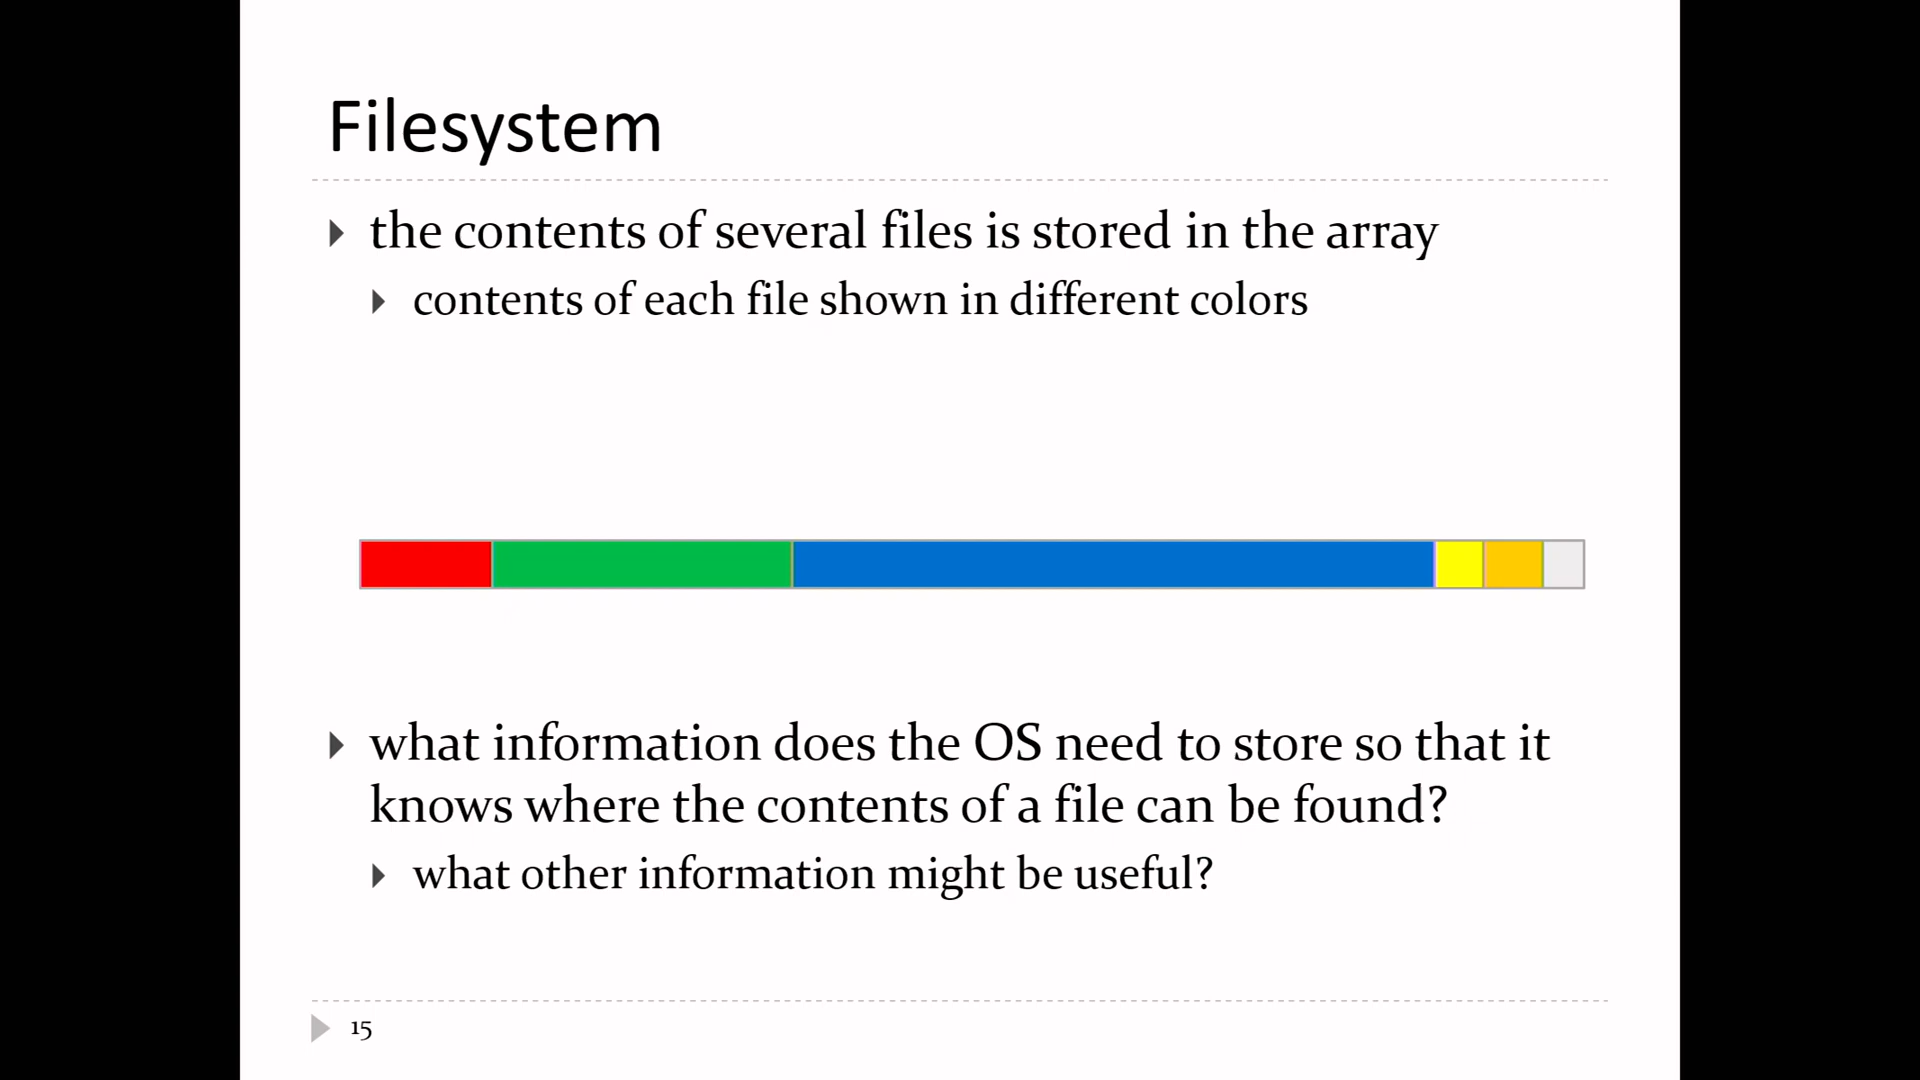 Filesystem
the contents of several files is stored in the array
contents of each file shown in different colors
what information does the OS need to store so that it
knows where the contents of a file can be found?
what other information might be useful?
15